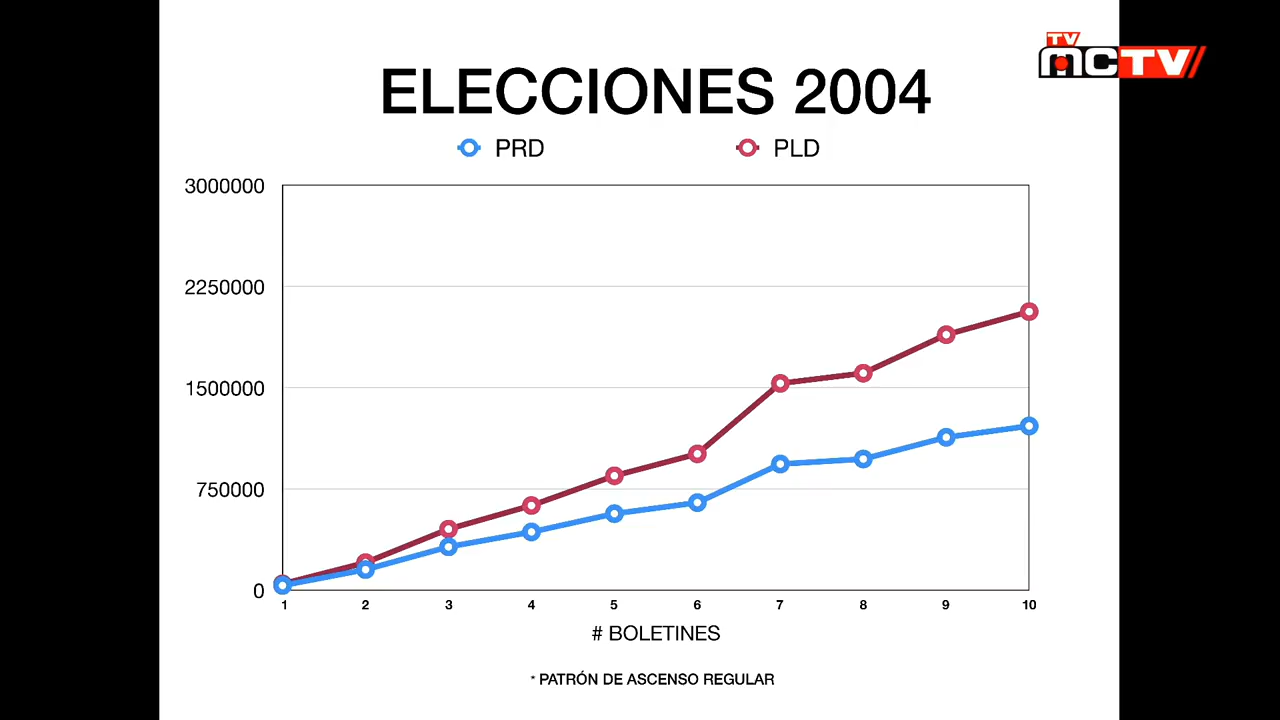 TV
MCTV
ELECCIONES 2004
PRD PLD
3000000
2250000
1500000
750000
0
1 2 3 4 5 6 7 8 9 10
# BOLETINES
* PATRÓN DE ASCENSO REGULAR